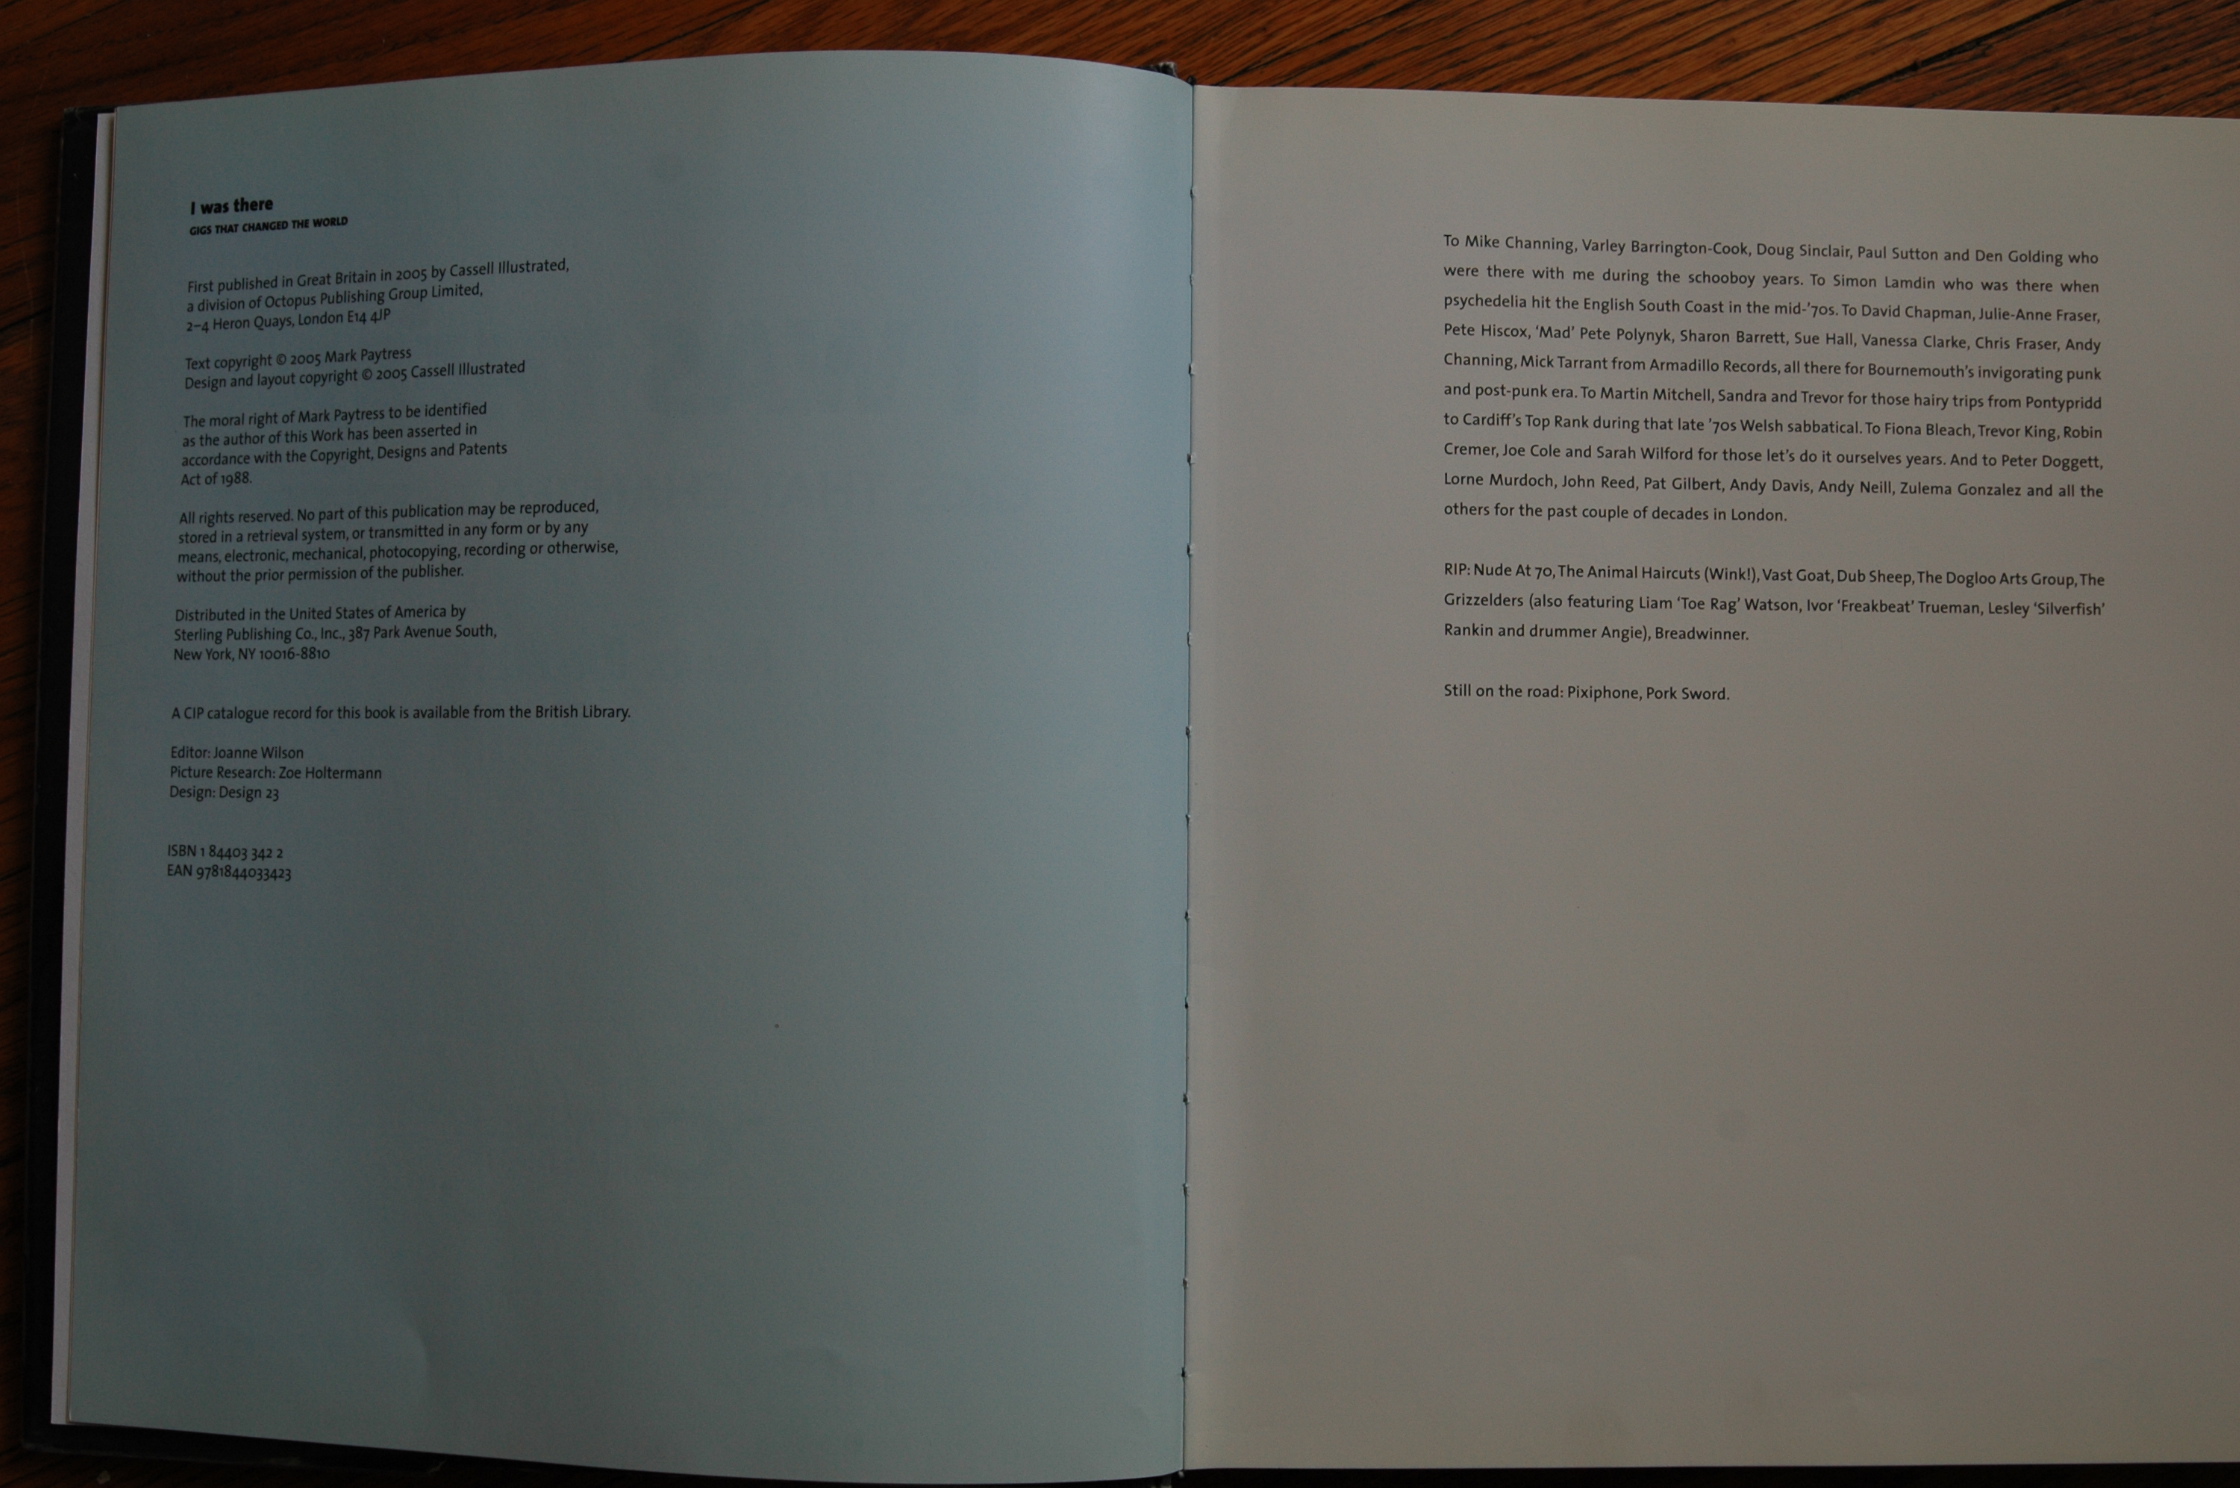 I was there
GIGS THAT CHANGED THE WORLD
First published in Great Britain in 2005 by Cassell Illustrated,
a division of Octopus Publishing Group Limited,
2–4 Heron Quays, London E14 4JP
Text copyright © 2005 Mark Paytress
Design and layout copyright © 2005 Cassell Illustrated
The moral right of Mark Paytress to be identified
as the author of this Work has been asserted in
accordance with the Copyright, Designs and Patents
Act of 1988.
All rights reserved. No part of this publication may be reproduced,
stored in a retrieval system, or transmitted in any form or by any
means, electronic, mechanical, photocopying, recording or otherwise,
without the prior permission of the publisher.
Distributed in the United States of America by
Sterling Publishing Co., Inc., 387 Park Avenue South,
New York, NY 10016-8810
A CIP catalogue record for this book is available from the British Library.
Editor: Joanne Wilson
Picture Research: Zoe Holtermann
Design: Design 23
ISBN 1 84403 342 2
EAN 9781844033423
To Mike Channing, Varley Barrington-Cook, Doug Sinclair, Paul Sutton and Den Golding who
were there with me during the schooboy years. To Simon Lamdin who was there when
psychedelia hit the English South Coast in the mid-'70s. To David Chapman, Julie-Anne Fraser,
Pete Hiscox, ‘Mad’ Pete Polynyk, Sharon Barrett, Sue Hall, Vanessa Clarke, Chris Fraser, Andy
Channing, Mick Tarrant from Armadillo Records, all there for Bournemouth’s invigorating punk
and post-punk era. To Martin Mitchell, Sandra and Trevor for those hairy trips from Pontypridd
to Cardiff’s Top Rank during that late ’70s Welsh sabbatical. To Fiona Bleach, Trevor King, Robin
Cremer, Joe Cole and Sarah Wilford for those let’s do it ourselves years. And to Peter Doggett,
Lorne Murdoch, John Reed, Pat Gilbert, Andy Davis, Andy Neill, Zulema Gonzalez and all the
others for the past couple of decades in London.
RIP: Nude At 70, The Animal Haircuts (Wink!), Vast Goat, Dub Sheep, The Dogloo Arts Group, The
Grizzelders (also featuring Liam ‘Toe Rag’ Watson, Ivor ‘Freakbeat’ Trueman, Lesley ‘Silverfish’
Rankin and drummer Angie), Breadwinner.
Still on the road: Pixiphone, Pork Sword.